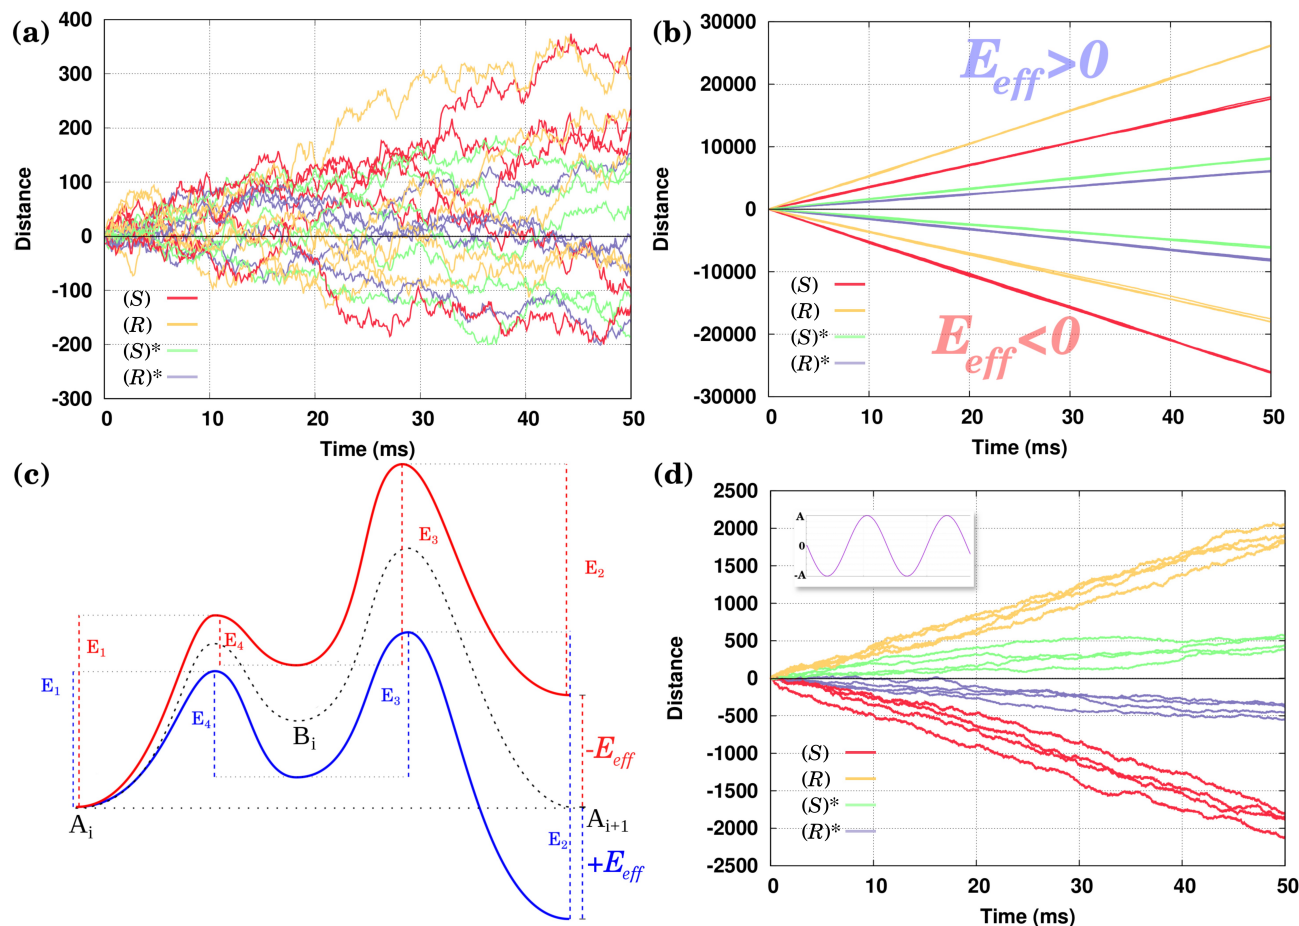 (a)
400
300
200
100
0
-100
-200
-300
Distance
(S)
(R)
(S)*
(R)*
0 10 20 30 40 50
Time (ms)
(b)
30000
20000
10000
0
-10000
-20000
-30000
Distance
E_eff>0
(S)
(R)
(S)*
(R)*
E_eff<0
0 10 20 30 40 50
Time (ms)
(c)
E3
E2
E1
E4
E1
E3
E4
Bi
-E_eff
Ai
Ai+1
E2
+E_eff
(d)
2500
2000
1500
1000
500
0
-500
-1000
-1500
-2000
-2500
Distance
A
0
-A
(S)
(R)
(S)*
(R)*
0 10 20 30 40 50
Time (ms)